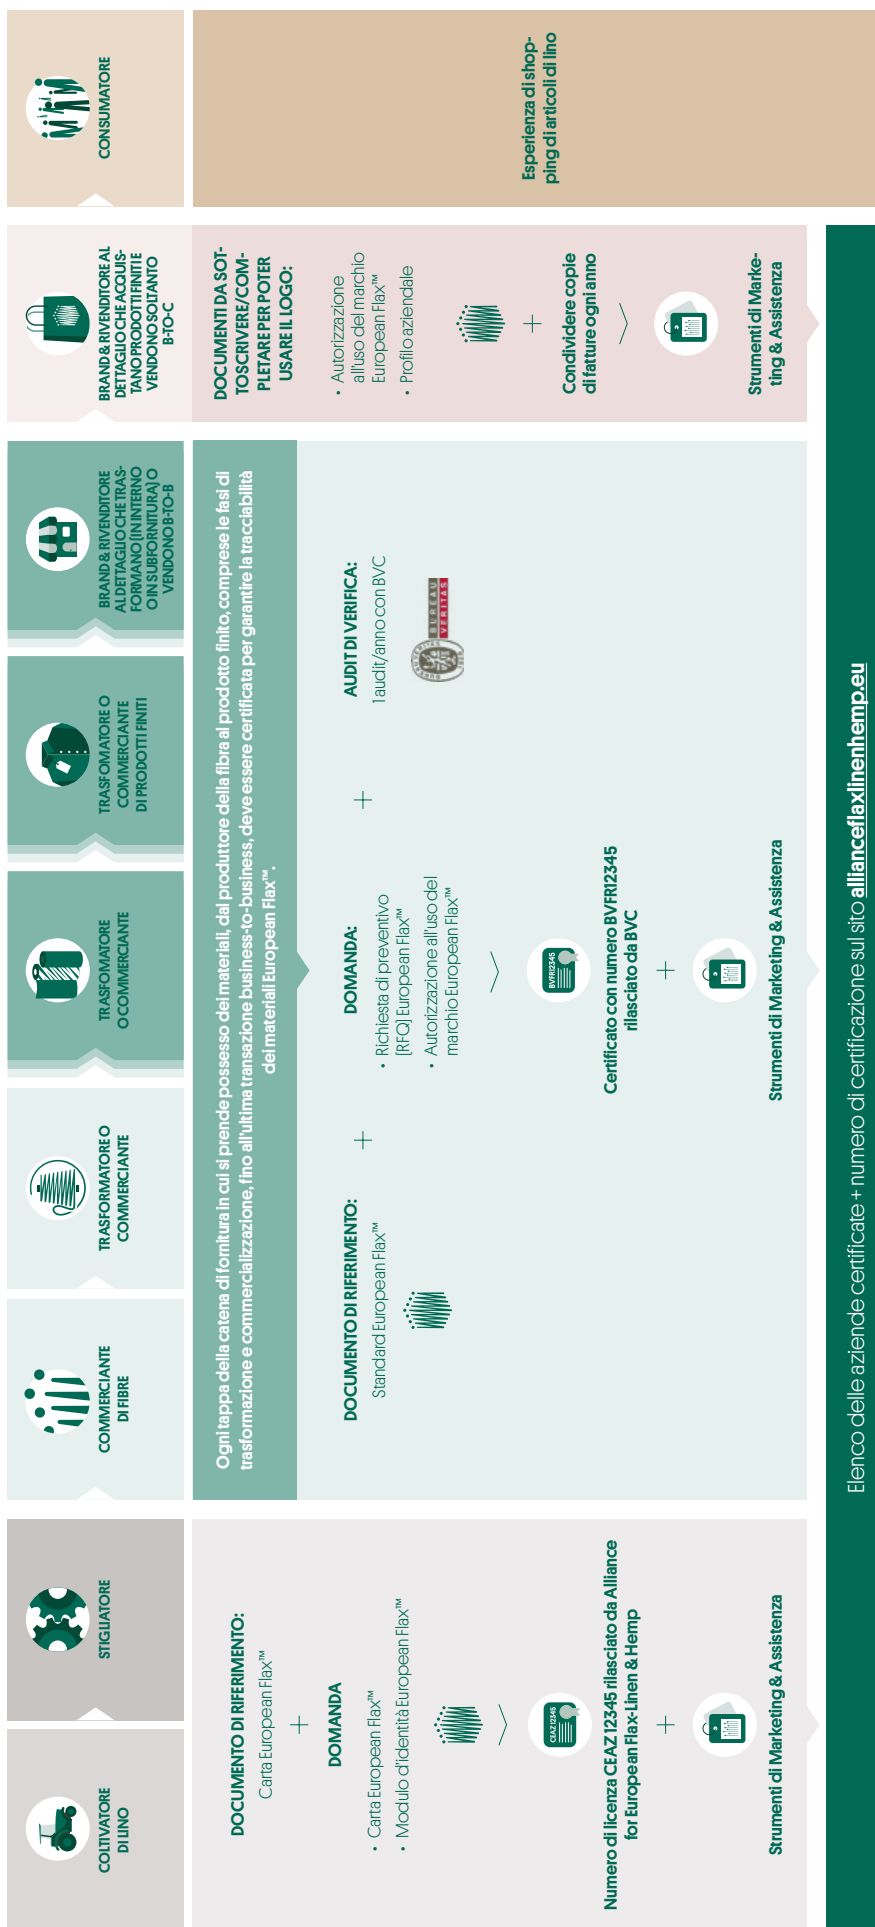 COLTIVATORE
DI LINO
STIGLIATORE
COMMERCIANTE
DI FIBRE
TRASFORMATORE O
COMMERCIANTE
TRASFOMATORE
O COMMERCIANTE
TRASFOMATORE O
COMMERCIANTE
DI PRODOTTI FINITI
BRAND & RIVENDITORE
AL DETTAGLIO CHE TRAS-
FORMANO (IN INTERNO
O IN SUBFORNITURA) O
VENDONO B-TO-B
BRAND & RIVENDITORE AL
DETTAGLIO CHE ACQUIS-
TANO PRODOTTI FINITI E
VENDONO SOLTANTO
B-TO-C
CONSUMATORE
DOCUMENTO DI RIFERIMENTO:
Carta European Flax™
+
DOMANDA
• Carta European Flax™
• Modulo d'identità European Flax™
CEAZ 12345
Numero di licenza CEAZ 12345 rilasciato da Alliance
for European Flax-Linen & Hemp
+
Strumenti di Marketing & Assistenza
Ogni tappa della catena di fornitura in cui si prende possesso dei materiali, dal produttore della fibra al prodotto finito, comprese le fasi di
trasformazione e commercializzazione, fino all'ultima transazione business-to-business, deve essere certificata per garantire la tracciabilità
dei materiali European Flax™.
DOCUMENTO DI RIFERIMENTO:
Standard European Flax™
+
DOMANDA:
• Richiesta di preventivo
(RFQ) European Flax™
• Autorizzazione all'uso del
marchio European Flax™
+
AUDIT DI VERIFICA:
1 audit/anno con BVC
BUREAU
VERITAS
BVFRI2345
Certificato con numero BVFRI2345
rilasciato da BVC
+
Strumenti di Marketing & Assistenza
DOCUMENTI DA SOT-
TOSCRIVERE/COM-
PLETARE PER POTER
USARE IL LOGO:
• Autorizzazione
all'uso del marchio
European Flax™
• Profilo aziendale
+
Condividere copie
di fatture ogni anno
Strumenti di Marke-
ting & Assistenza
Esperienza di shop-
ping di articoli di lino
Elenco delle aziende certificate + numero di certificazione sul sito allianceflaxlinenhemp.eu